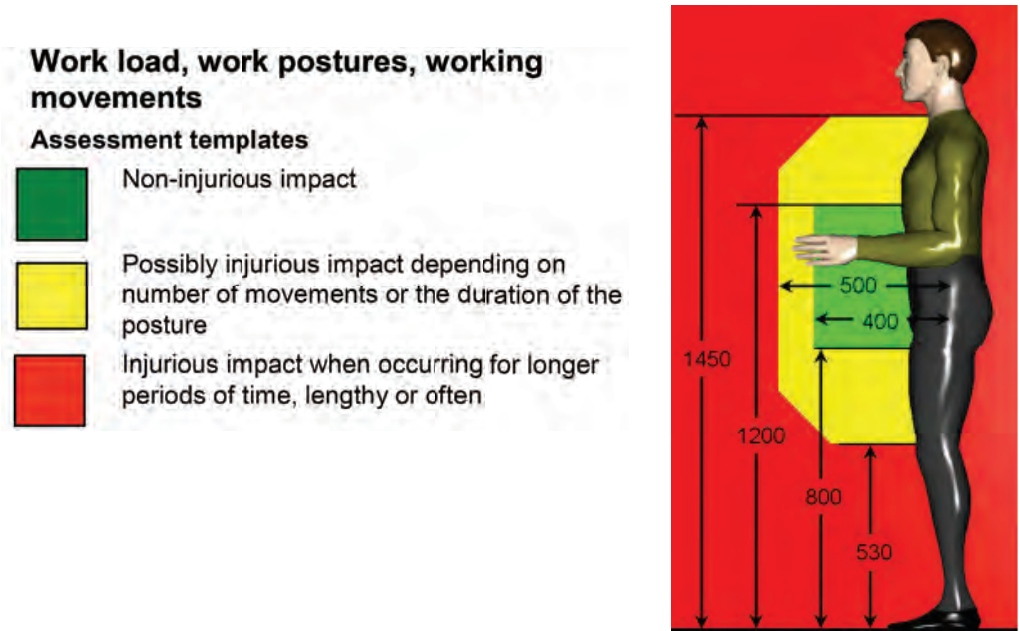 Work load, work postures, working
movements
Assessment templates
Non-injurious impact
Possibly injurious impact depending on
number of movements or the duration of the
posture
Injurious impact when occurring for longer
periods of time, lengthy or often
500
400
1450
1200
800
530